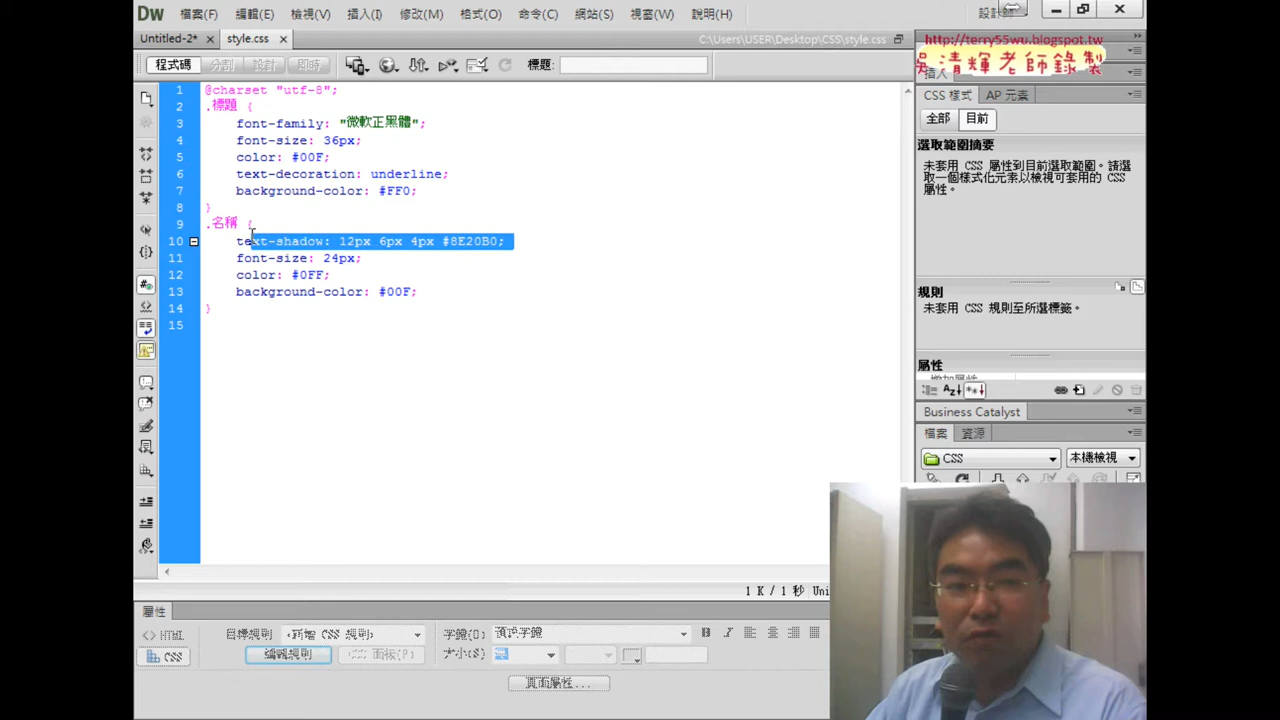 Dw 檔案(F) 編輯(E) 檢視(V) 插入(I) 修改(M) 格式(O) 命令(C) 網站(S) 視窗(W) 說明(H)
Untitled-2* × style.css × C:\Users\USER\Desktop\CSS\style.css
http://terry55wu.blogspot.tw
吳清輝老師錄製
程式碼 分割 設計 即時 標題:
插入
1 @charset "utf-8";
2 .標題 {
3 font-family: "微軟正黑體";
4 font-size: 36px;
5 color: #00F;
6 text-decoration: underline;
7 background-color: #FF0;
8 }
9 .名稱 {
10 text-shadow: 12px 6px 4px #8E20B0;
11 font-size: 24px;
12 color: #0FF;
13 background-color: #00F;
14 }
15
CSS 樣式 AP 元素
全部 目前
選取範圍摘要
未套用 CSS 屬性到目前選取範圍。請選
取一個樣式化元素以檢視可套用的 CSS
屬性。
規則
未套用 CSS 規則至所選標籤。
屬性
Az↓ **↓
Business Catalyst
檔案 資源
CSS 本機檢視
1 K / 1 秒 Uni
屬性
<> HTML 目標規則 <新增 CSS 規則> 字體(O) 預設字體 B I
CSS 編輯規則 CSS 面板(P) 大小(S)
頁面屬性...